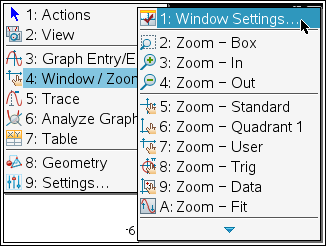 1: Actions
2: View
3: Graph Entry/E
4: Window / Zoon
5: Trace
6: Analyze Graph
7: Table
8: Geometry
9: Settings...
1: Window Settings...
2: Zoom – Box
3: Zoom – In
4: Zoom – Out
5: Zoom – Standard
6: Zoom – Quadrant 1
7: Zoom – User
8: Zoom – Trig
9: Zoom – Data
A: Zoom – Fit
-6